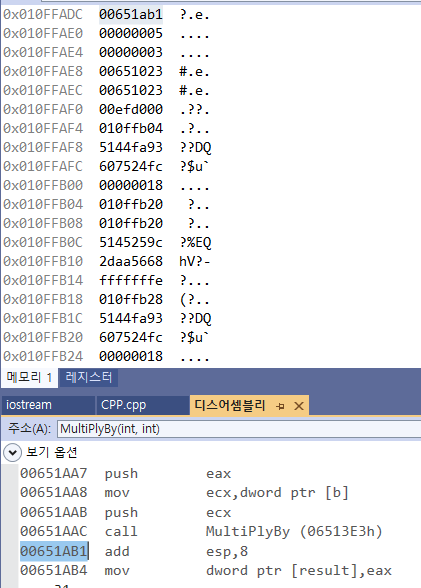 0x010FFADC 00651ab1 ?.e.
0x010FFAE0 00000005 ....
0x010FFAE4 00000003 ....
0x010FFAE8 00651023 #.e.
0x010FFAEC 00651023 #.e.
0x010FFAF0 00efd000 .??.
0x010FFAF4 010ffb04 .?..
0x010FFAF8 5144fa93 ??DQ
0x010FFAFC 607524fc ?$u`
0x010FFB00 00000018 ....
0x010FFB04 010ffb20 ?..
0x010FFB08 010ffb20 ?..
0x010FFB0C 5145259c ?%EQ
0x010FFB10 2daa5668 hV?-
0x010FFB14 fffffffe ?...
0x010FFB18 010ffb28 (?..
0x010FFB1C 5144fa93 ??DQ
0x010FFB20 607524fc ?$u`
0x010FFB24 00000018 ....
메모리 1 레지스터
iostream CPP.cpp 디스어셈블리
주소(A): MultiPlyBy(int, int)
보기 옵션
00651AA7 push eax
00651AA8 mov ecx,dword ptr [b]
00651AAB push ecx
00651AAC call MultiPlyBy (06513E3h)
00651AB1 add esp,8
00651AB4 mov dword ptr [result],eax